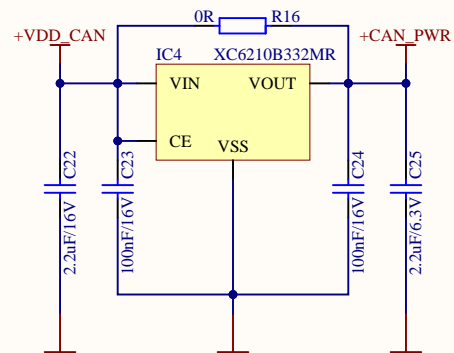 0R R16
+VDD_CAN +CAN_PWR
IC4 XC6210B332MR
VIN VOUT
CE
VSS
C22
2.2uF/16V
C23
100nF/16V
C24
100nF/16V
C25
2.2uF/6.3V